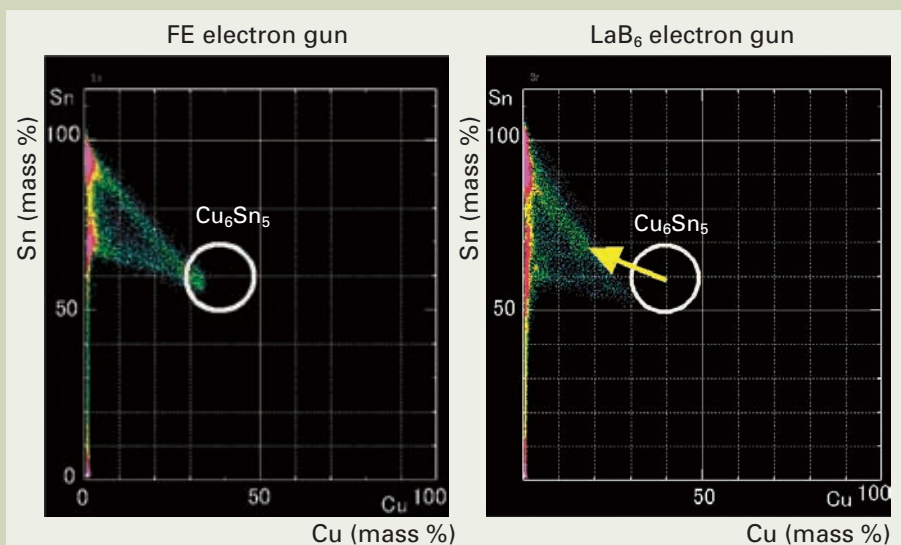 FE electron gun
Sn
100
50
0
0
50
Cu
100
Sn (mass %)
Cu (mass %)
Cu₆Sn₅
LaB₆ electron gun
Sn
100
50
50
Cu
100
Sn (mass %)
Cu (mass %)
Cu₆Sn₅